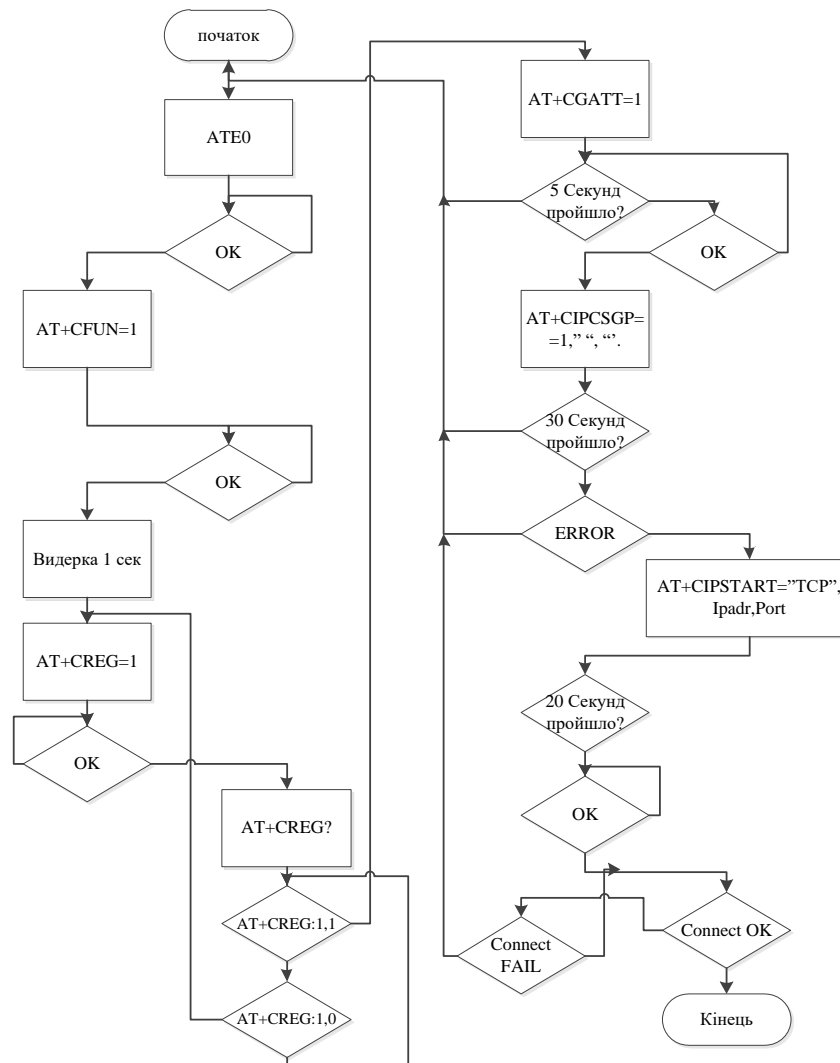 початок
ATE0
OK
AT+CFUN=1
OK
Видерка 1 сек
AT+CREG=1
OK
AT+CREG?
AT+CREG:1,1
AT+CREG:1,0
AT+CGATT=1
5 Секунд
пройшло?
OK
AT+CIPCSGP=
=1,” “, “’.
30 Секунд
пройшло?
ERROR
AT+CIPSTART=”TCP”,
Ipadr,Port
20 Секунд
пройшло?
OK
Connect OK
Connect
FAIL
Кінець